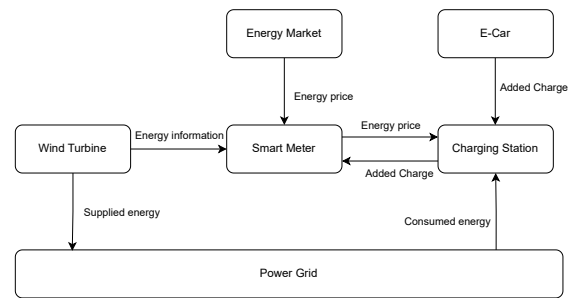 Energy Market
E-Car
Energy price
Added Charge
Wind Turbine
Energy information
Smart Meter
Energy price
Added Charge
Charging Station
Supplied energy
Consumed energy
Power Grid